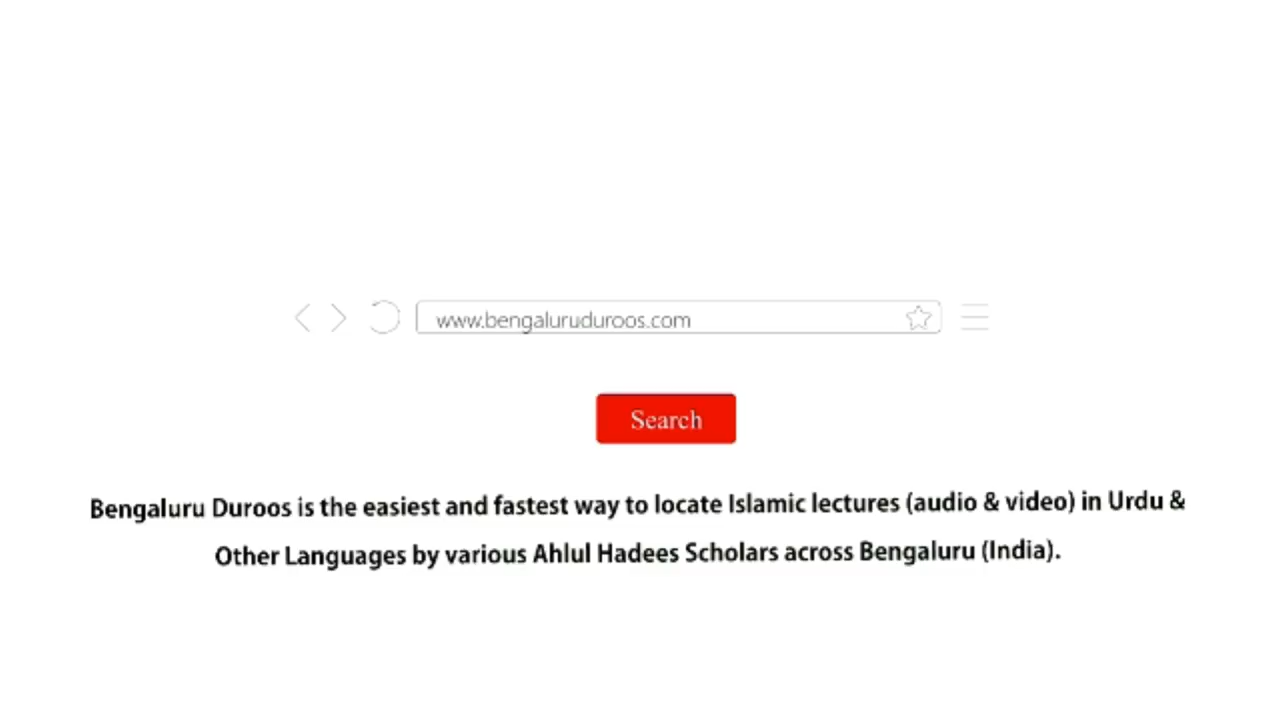 www.bengaluruduroos.com
Search
Bengaluru Duroos is the easiest and fastest way to locate Islamic lectures (audio & video) in Urdu &
Other Languages by various Ahlul Hadees Scholars across Bengaluru (India).